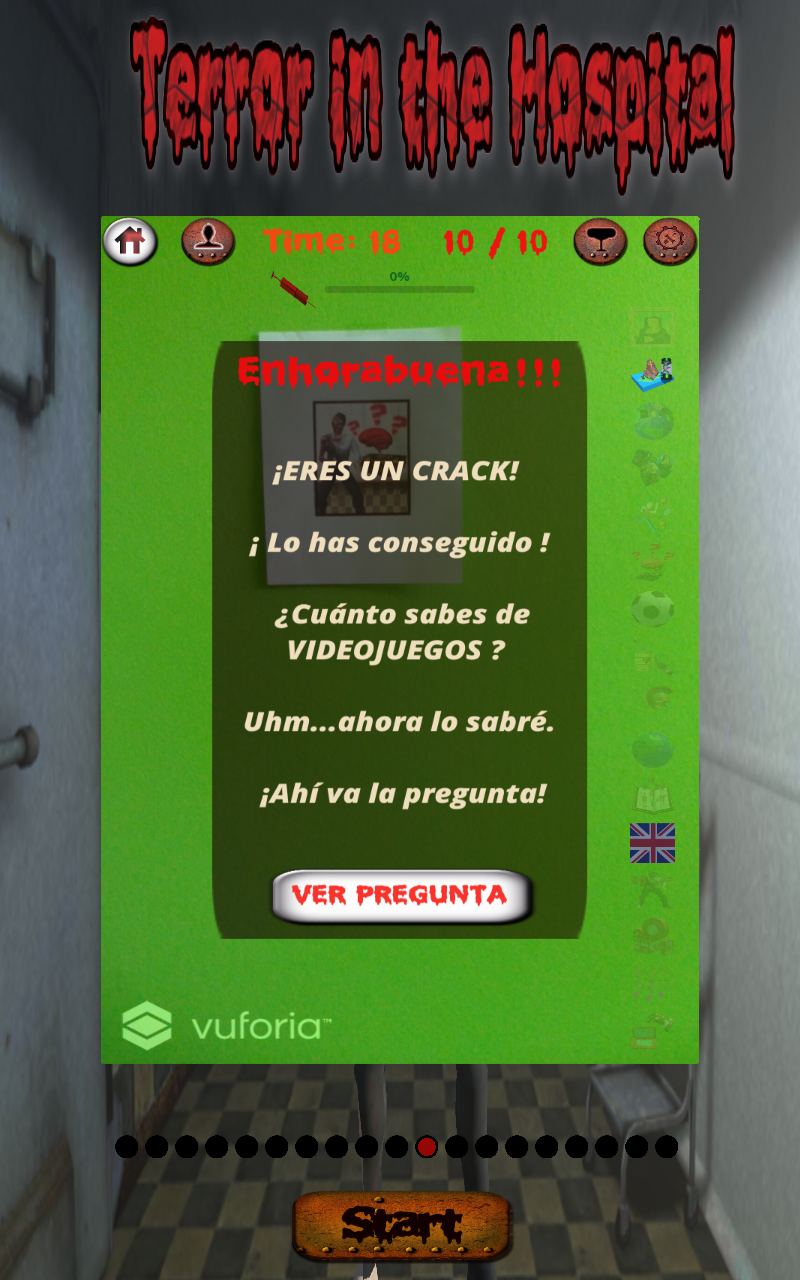 Terror in the Hospital
Time: 18
10 / 10
0%
Enhorabuena!!!
¡ERES UN CRACK!
¡ Lo has conseguido !
¿Cuánto sabes de
VIDEOJUEGOS ?
Uhm...ahora lo sabré.
¡Ahí va la pregunta!
VER PREGUNTA
vuforia™
Start